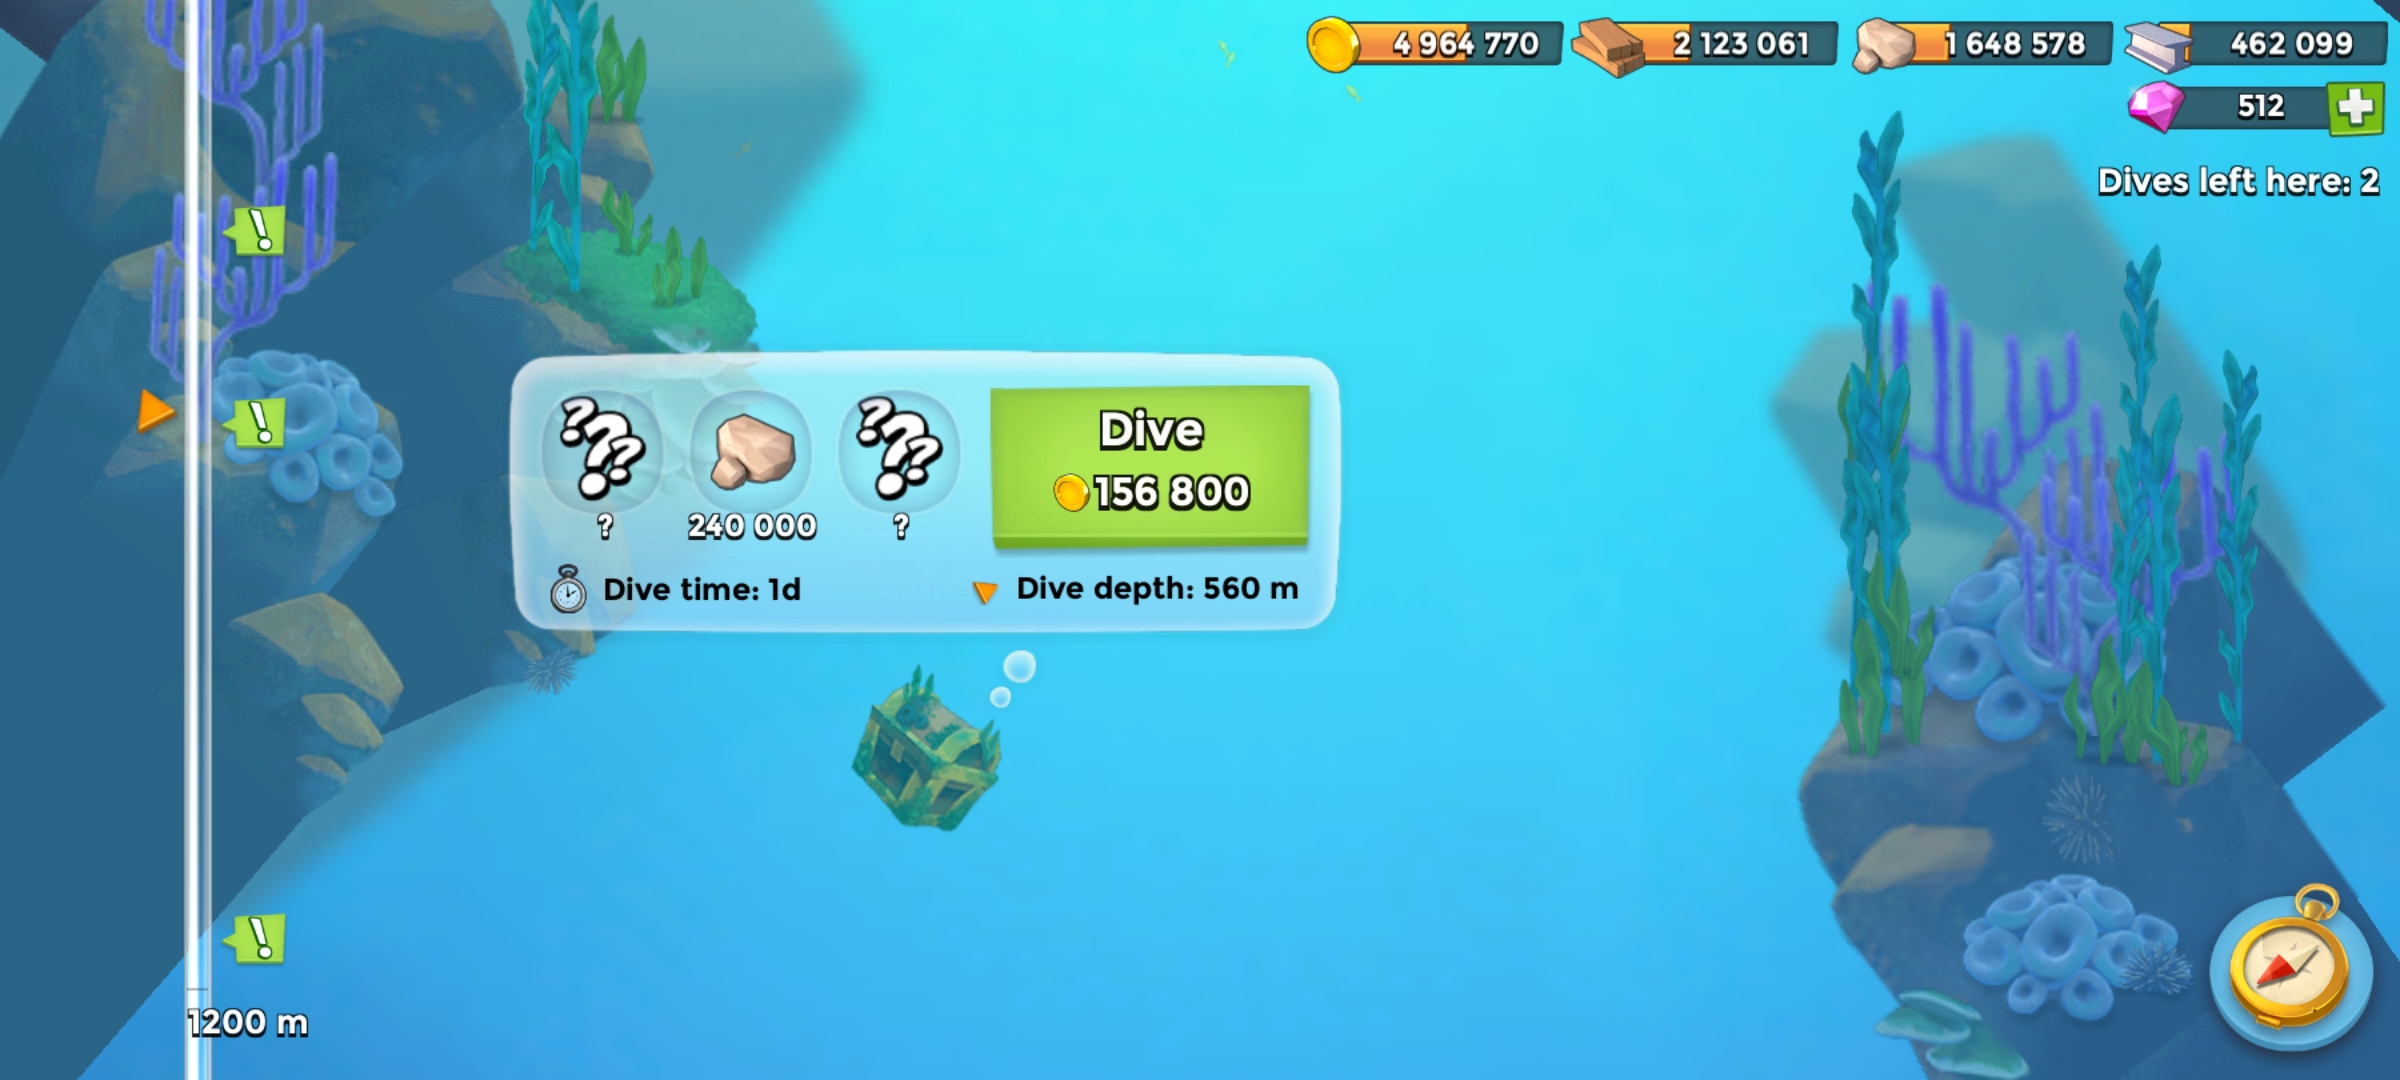 4 964 770
2 123 061
1 648 578
462 099
512
Dives left here: 2
!
!
???
?
240 000
???
?
Dive
156 800
Dive time: 1d
Dive depth: 560 m
!
1200 m